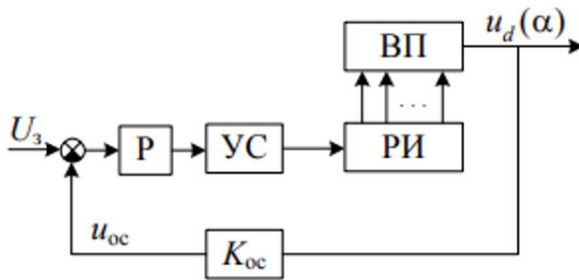 ВП
u_d(α)
U_з
Р
УС
...
РИ
u_ос
K_ос